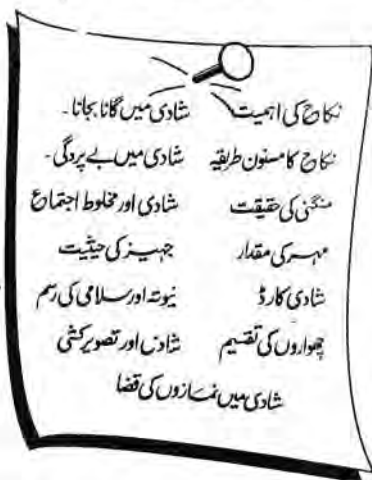 نکاح کی اہمیت شادی میں گانا بجانا۔
نکاح کا مسنون طریقہ شادی میں بے پردگی۔
منگنی کی حقیقت شادی اور مخلوط اجتماع
مہر کی مقدار جہیز کی حیثیت
شادی کارڈ نیوتہ اور سلامی کی رسم
چھواروں کی تقسیم شادی اور تصویر کشی
شادی میں نمازوں کی قضا